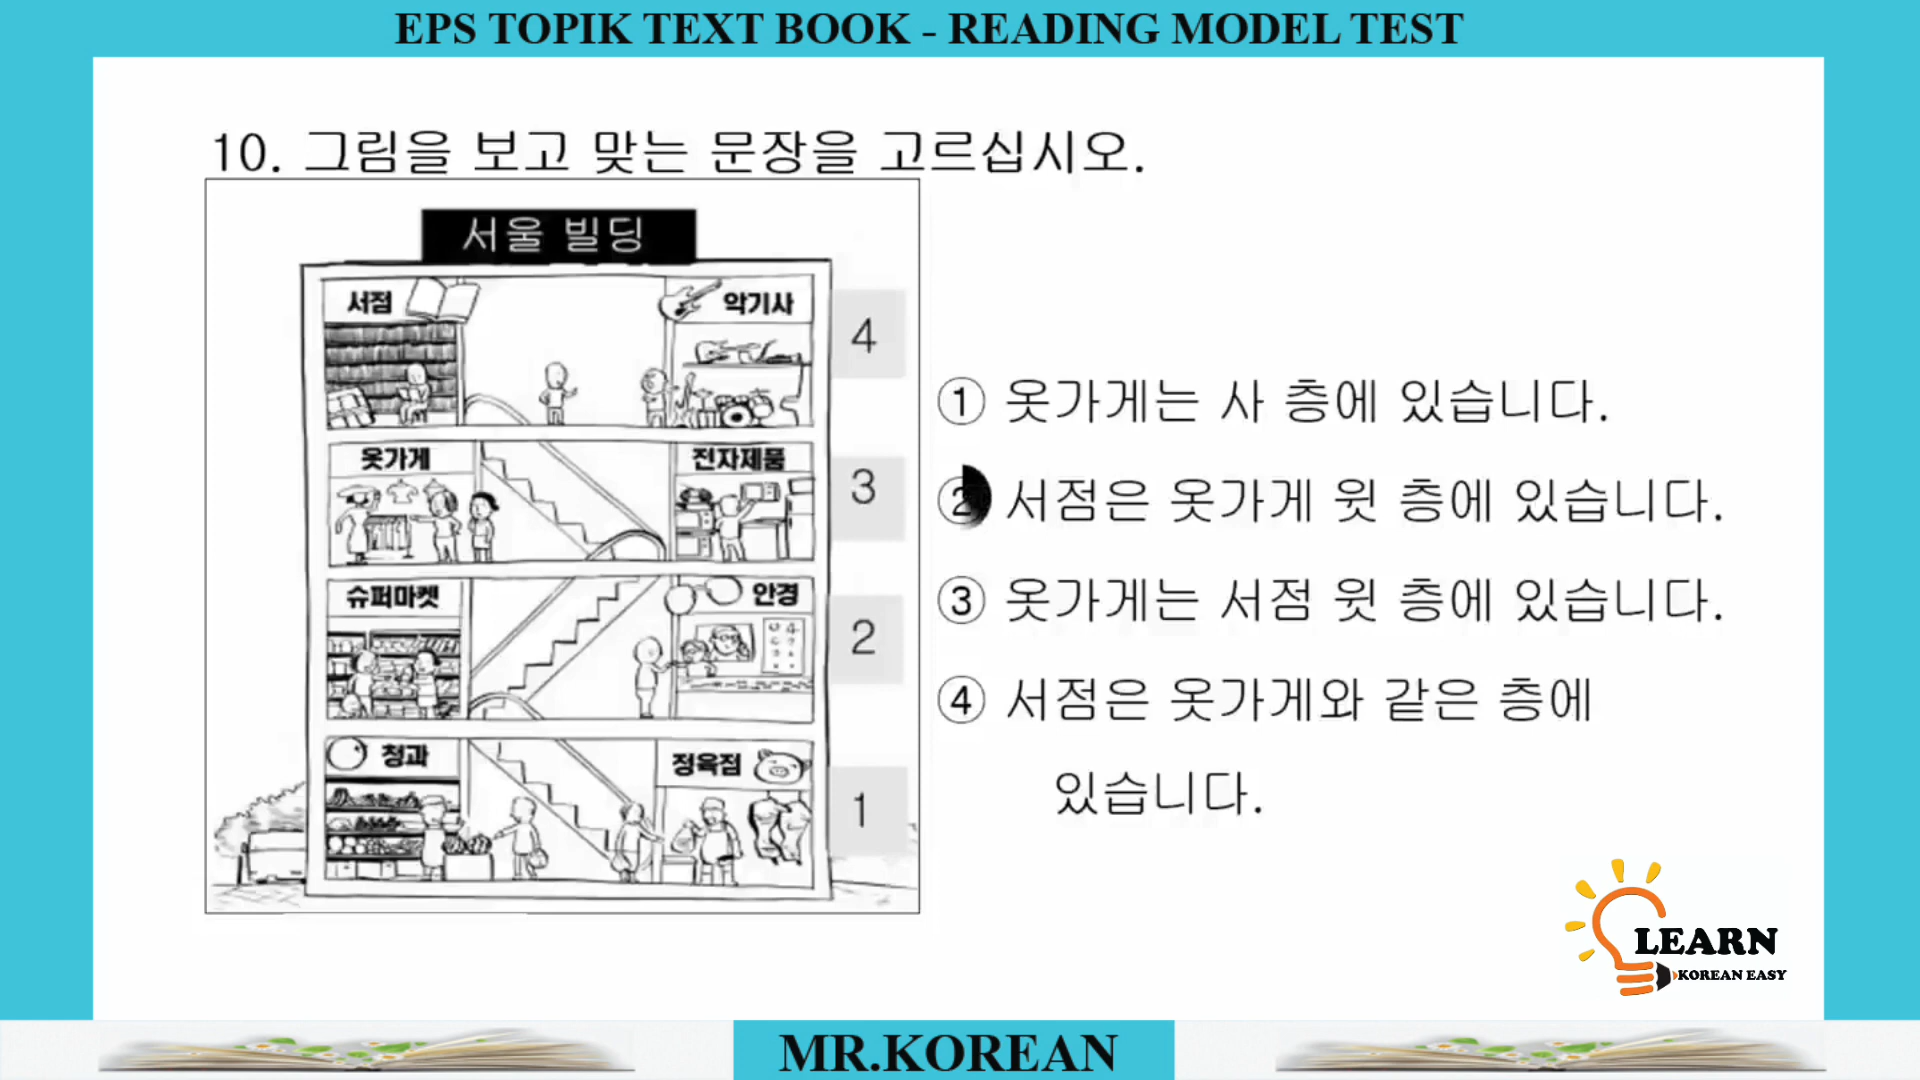 EPS TOPIK TEXT BOOK - READING MODEL TEST
10. 그림을 보고 맞는 문장을 고르십시오.
서울 빌딩
서점
악기사
4
옷가게
전자제품
3
슈퍼마켓
안경
2
청과
정육점
1
① 옷가게는 사 층에 있습니다.
② 서점은 옷가게 윗 층에 있습니다.
③ 옷가게는 서점 윗 층에 있습니다.
④ 서점은 옷가게와 같은 층에
있습니다.
LEARN
KOREAN EASY
MR.KOREAN